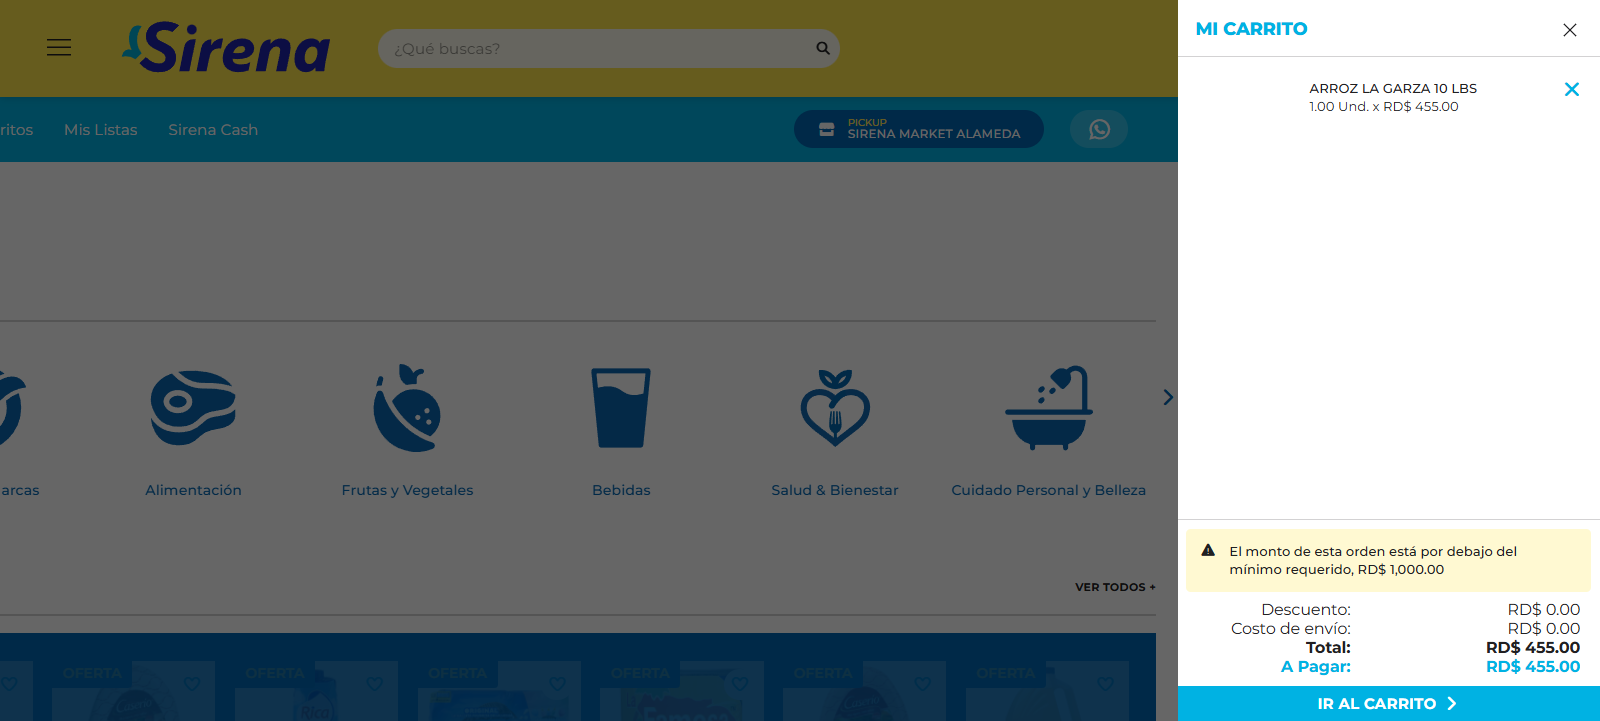 Sirena
¿Qué buscas?
ritos
Mis Listas
Sirena Cash
PICKUP
SIRENA MARKET ALAMEDA
arcas
Alimentación
Frutas y Vegetales
Bebidas
Salud & Bienestar
Cuidado Personal y Belleza
VER TODOS +
OFERTA
OFERTA
OFERTA
OFERTA
OFERTA
OFERTA
Rica
MI CARRITO
ARROZ LA GARZA 10 LBS
1.00 Und. x RD$ 455.00
El monto de esta orden está por debajo del
mínimo requerido, RD$ 1,000.00
Descuento: RD$ 0.00
Costo de envío: RD$ 0.00
Total: RD$ 455.00
A Pagar: RD$ 455.00
IR AL CARRITO